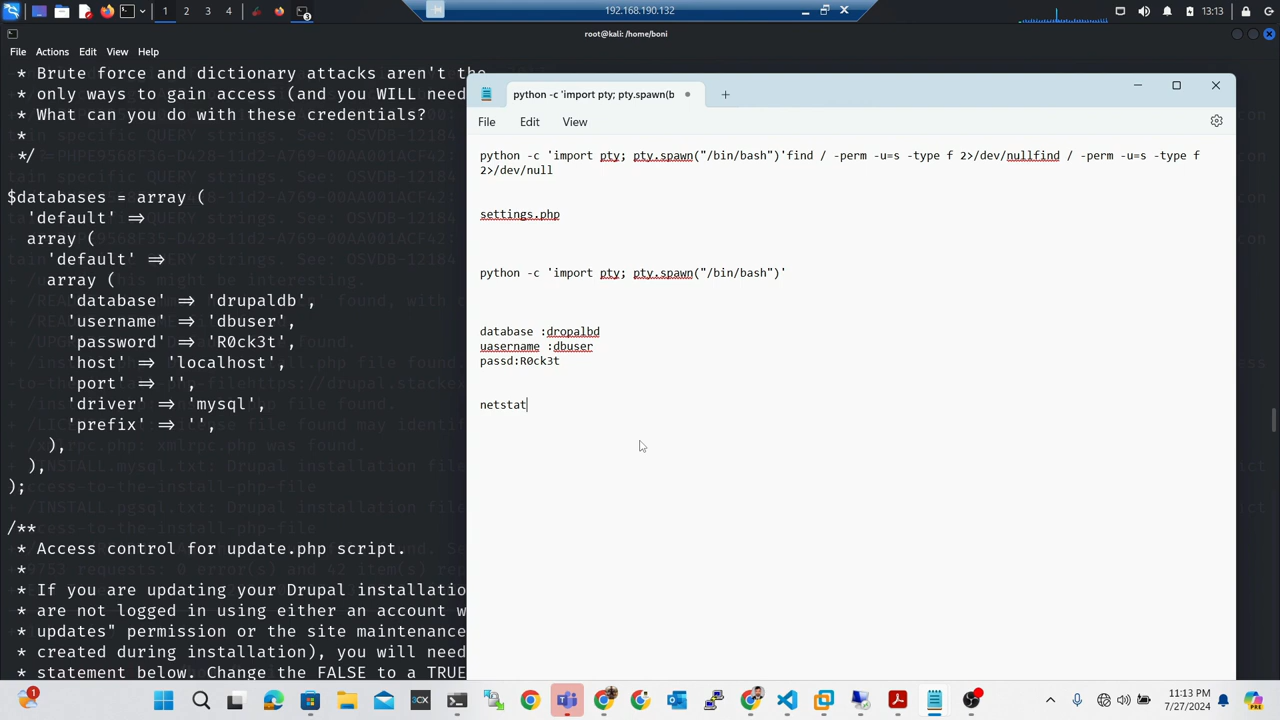 1 2 3 4
192.168.190.132
13:13
root@kali: /home/boni
File Actions Edit View Help
* Brute force and dictionary attacks aren't the
* only ways to gain access (and you WILL need
* What can you do with these credentials?
*
*/
$databases = array (
'default' =>
array (
'default' =>
array (
'database' => 'drupaldb',
'username' => 'dbuser',
'password' => 'R0ck3t',
'host' => 'localhost',
'port' => '',
'driver' => 'mysql',
'prefix' => '',
),
),
);
/**
* Access control for update.php script.
*
* If you are updating your Drupal installatio
* are not logged in using either an account w
* "updates" permission or the site maintenance
* created during installation), you will need
* statement below. Change the FALSE to a TRUE
python -c 'import pty; pty.spawn(b
File Edit View
python -c 'import pty; pty.spawn("/bin/bash")'find / -perm -u=s -type f 2>/dev/nullfind / -perm -u=s -type f
2>/dev/null
settings.php
python -c 'import pty; pty.spawn("/bin/bash")'
database :dropalbd
uasername :dbuser
passd:R0ck3t
netstat
11:13 PM
7/27/2024